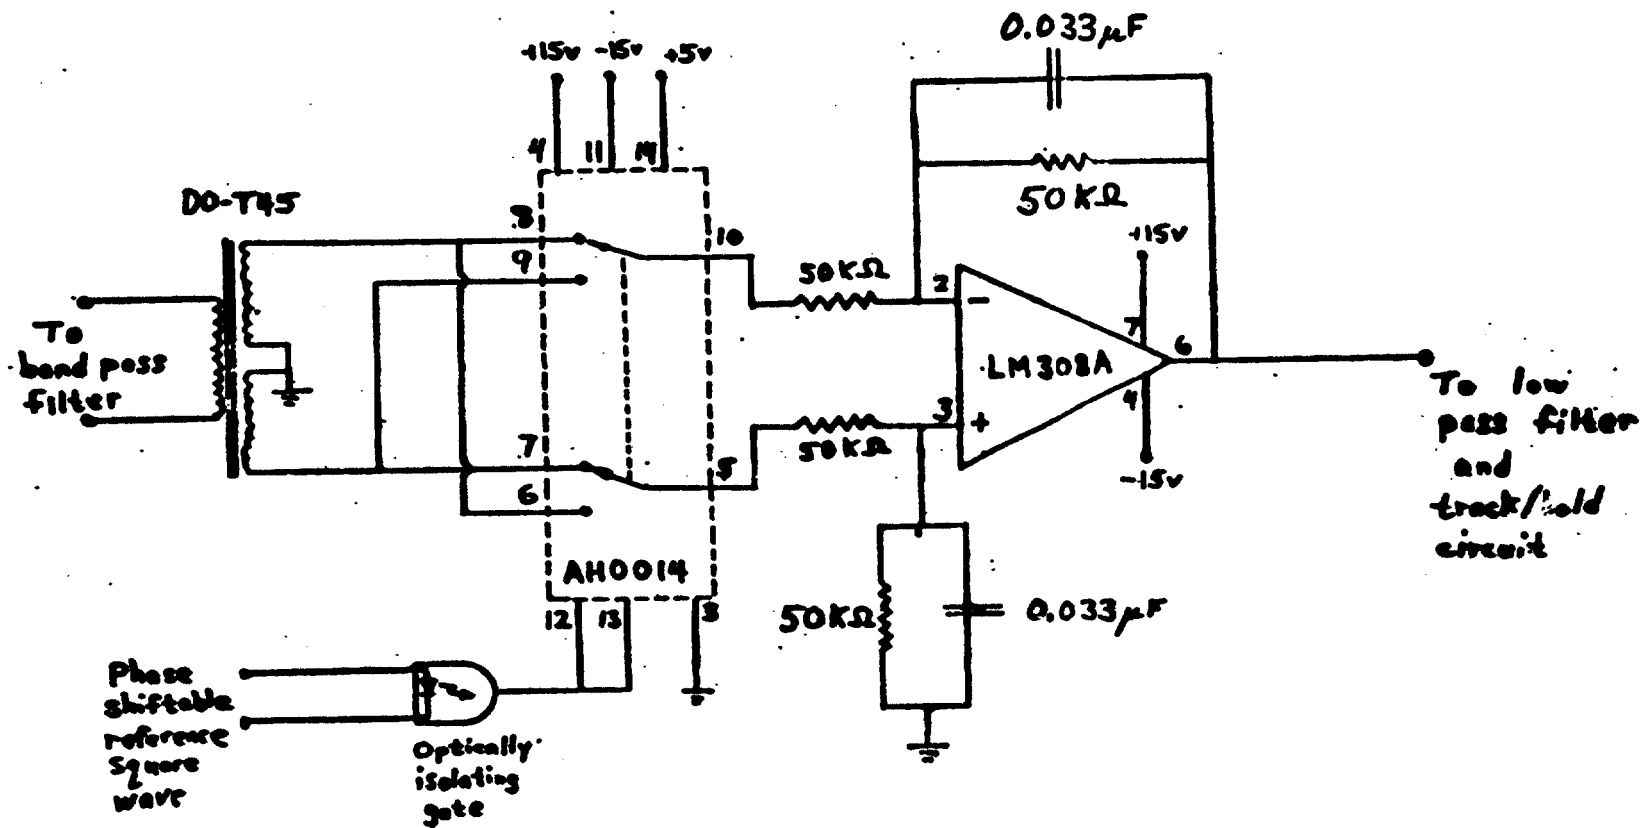 0.033μF
+15v -15v +5v
4 11 14
DO-T45
50KΩ
8
10
+15v
9
50KΩ
2
-
7
6
To
band pass
filter
LM308A
To low
pass filter
and
track/hold
circuit
4
3
+
50KΩ
7
5
-15v
6
AH0014
12 13 3
50KΩ
0.033μF
Phase
shiftable
reference
square
wave
Optically
isolating
gate